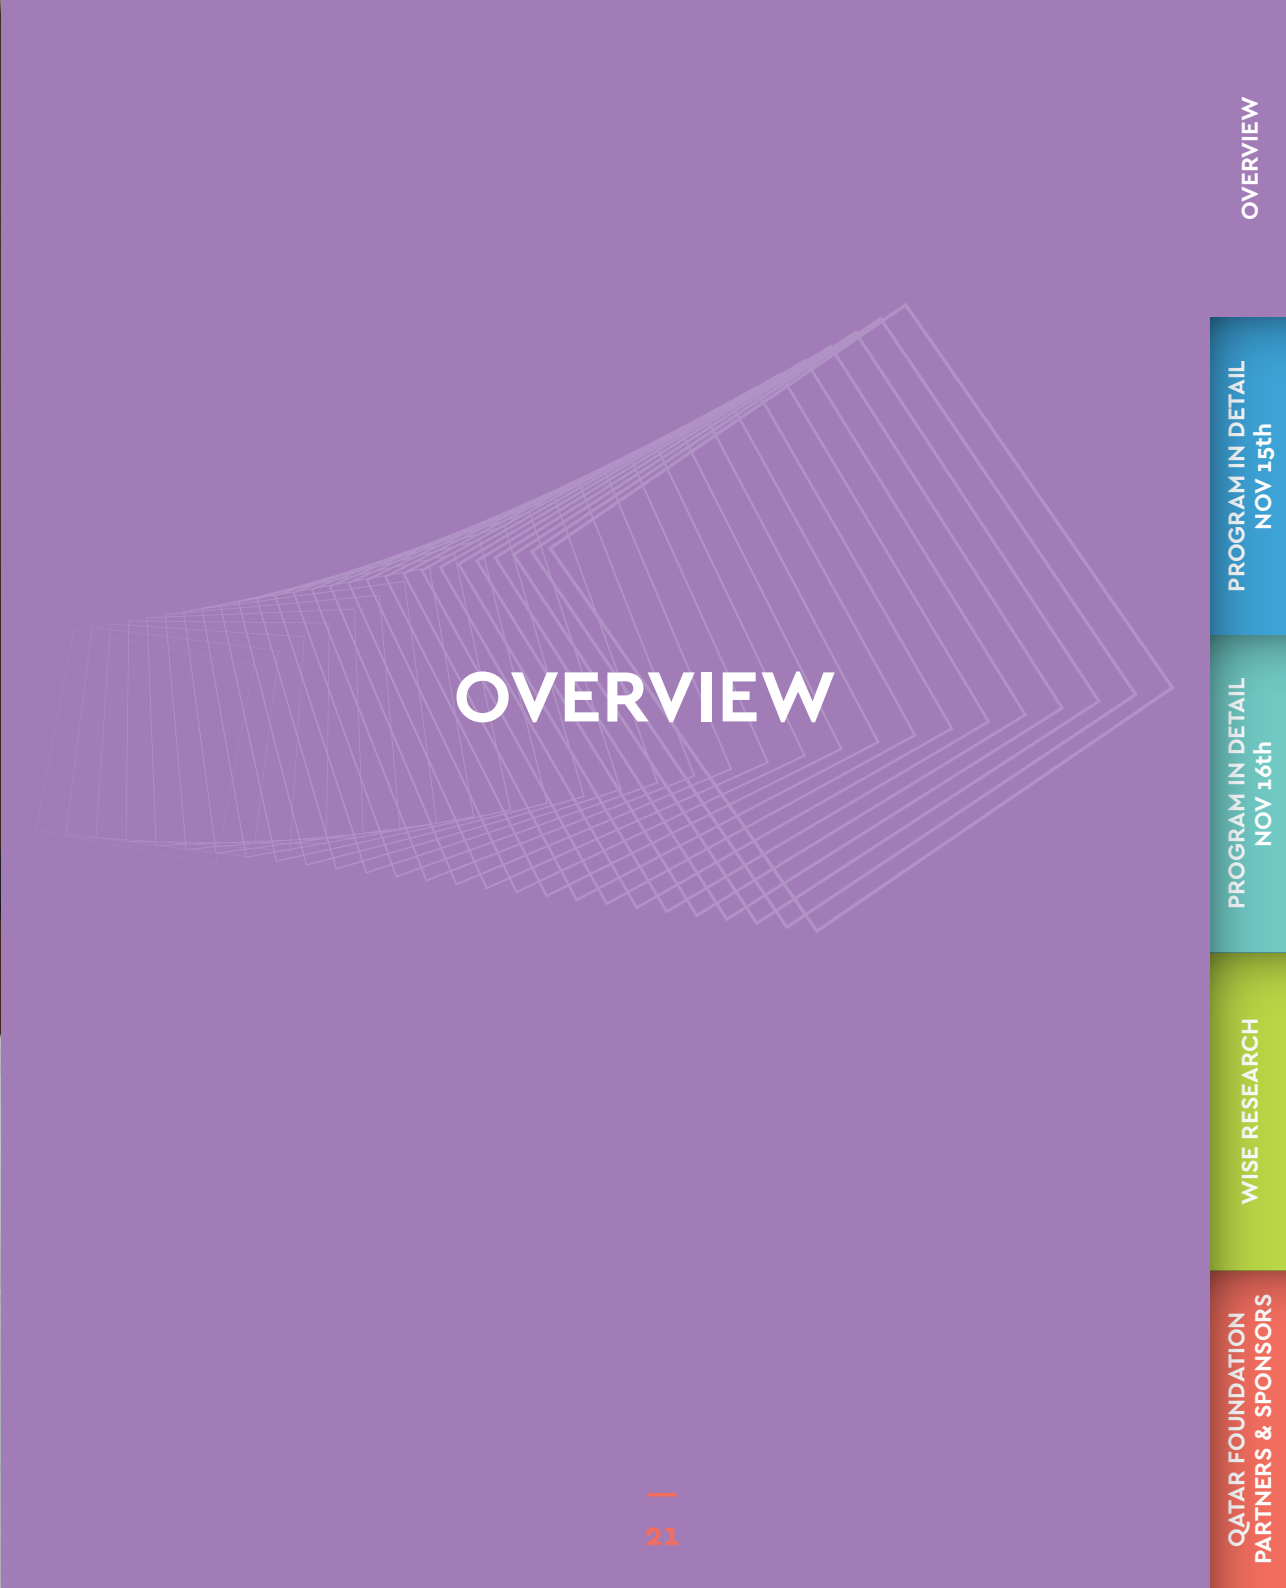 OVERVIEW
OVERVIEW
PROGRAM IN DETAIL
NOV 15th
PROGRAM IN DETAIL
NOV 16th
WISE RESEARCH
QATAR FOUNDATION
PARTNERS & SPONSORS
21